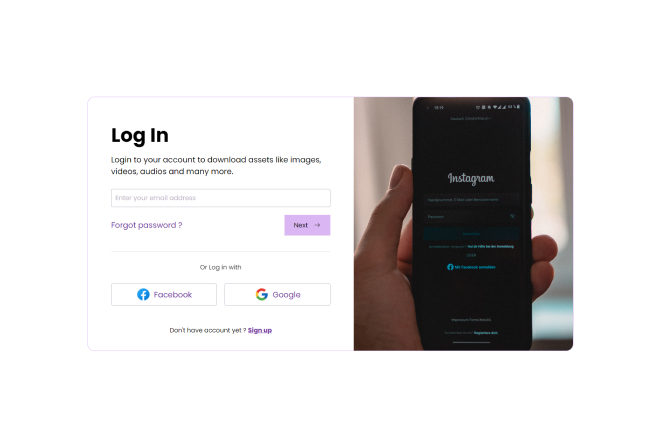 Log In
Login to your account to download assets like images,
videos, audios and many more.
Enter your email address
Forgot password ?
Next
Or Log in with
Facebook
Google
Don't have account yet ? Sign up
Instagram
Passwort
Mit Facebook anmelden
Registriere dich.